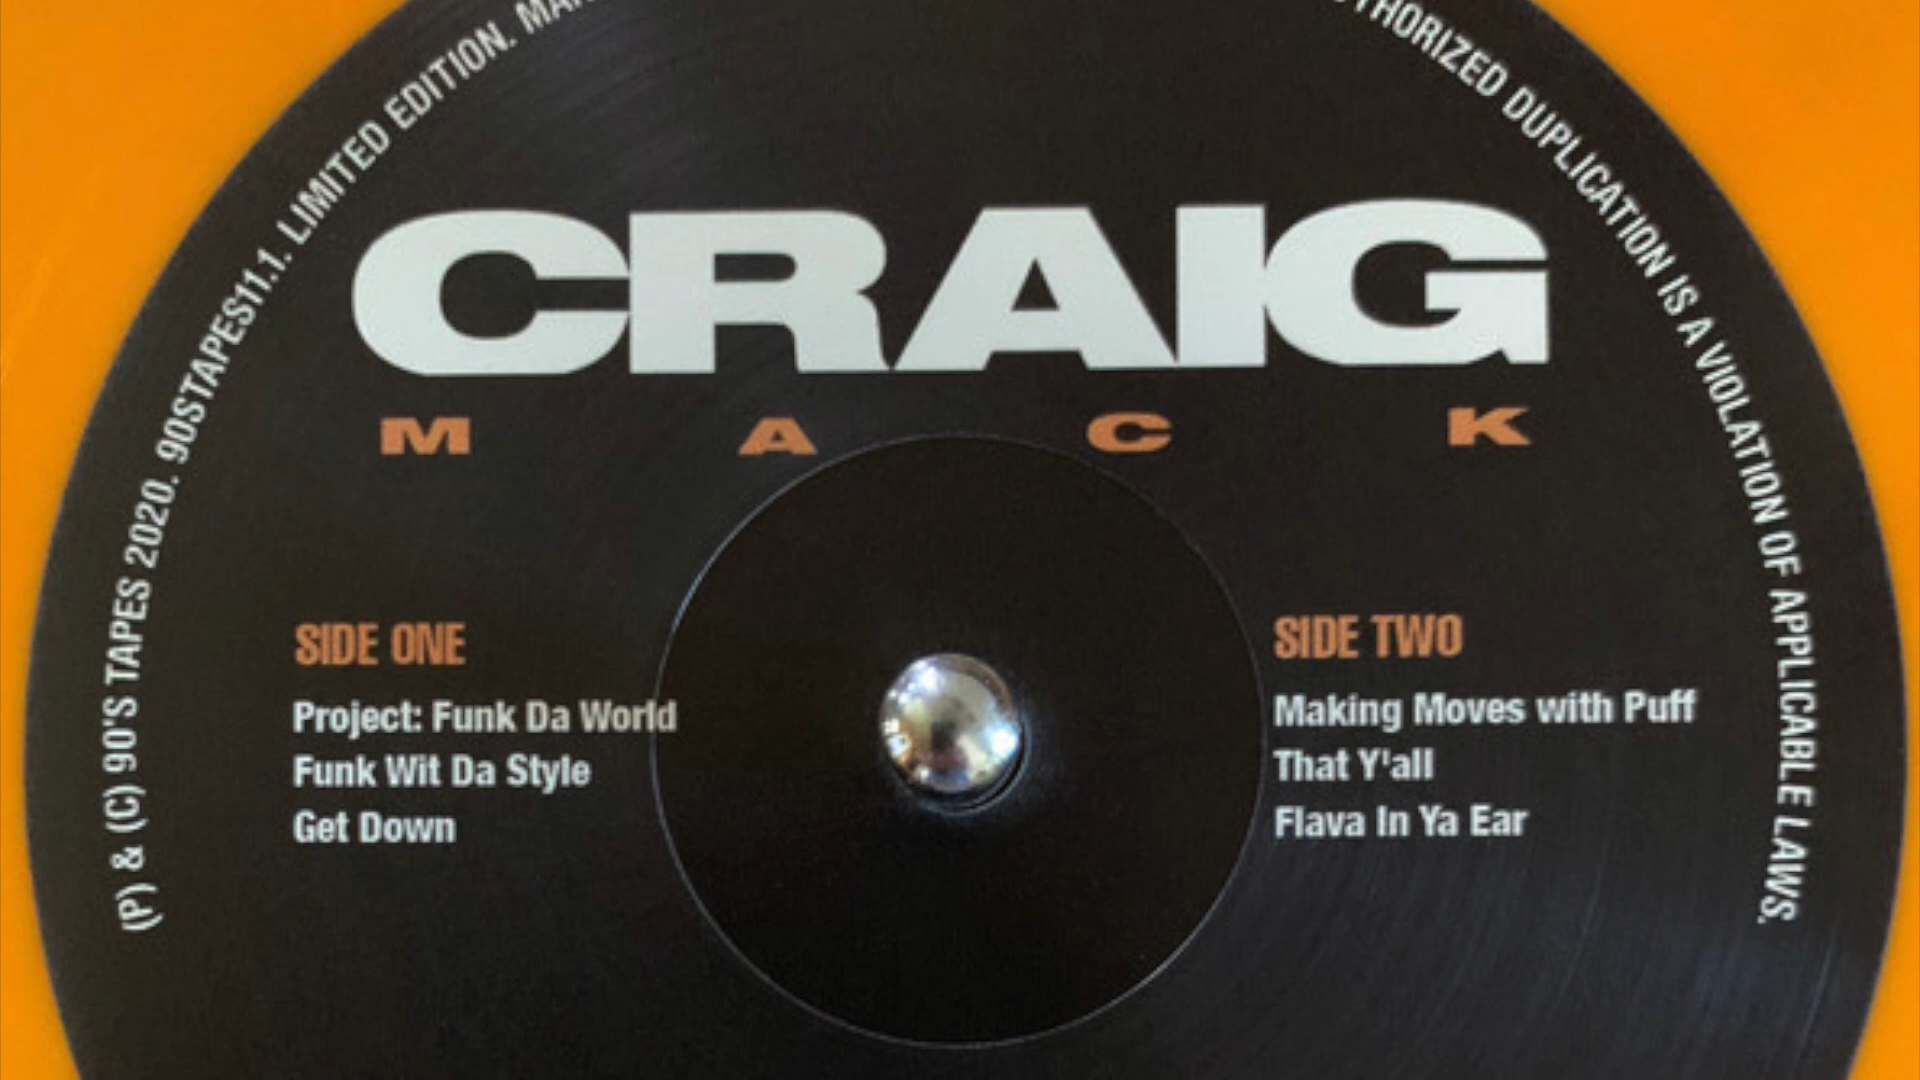 (P) & (C) 90'S TAPES 2020. 90STAPES11.1. LIMITED EDITION.
THORIZED DUPLICATION IS A VIOLATION OF APPLICABLE LAWS.
CRAIG
MACK
SIDE ONE
Project: Funk Da World
Funk Wit Da Style
Get Down
SIDE TWO
Making Moves with Puff
That Y'all
Flava In Ya Ear